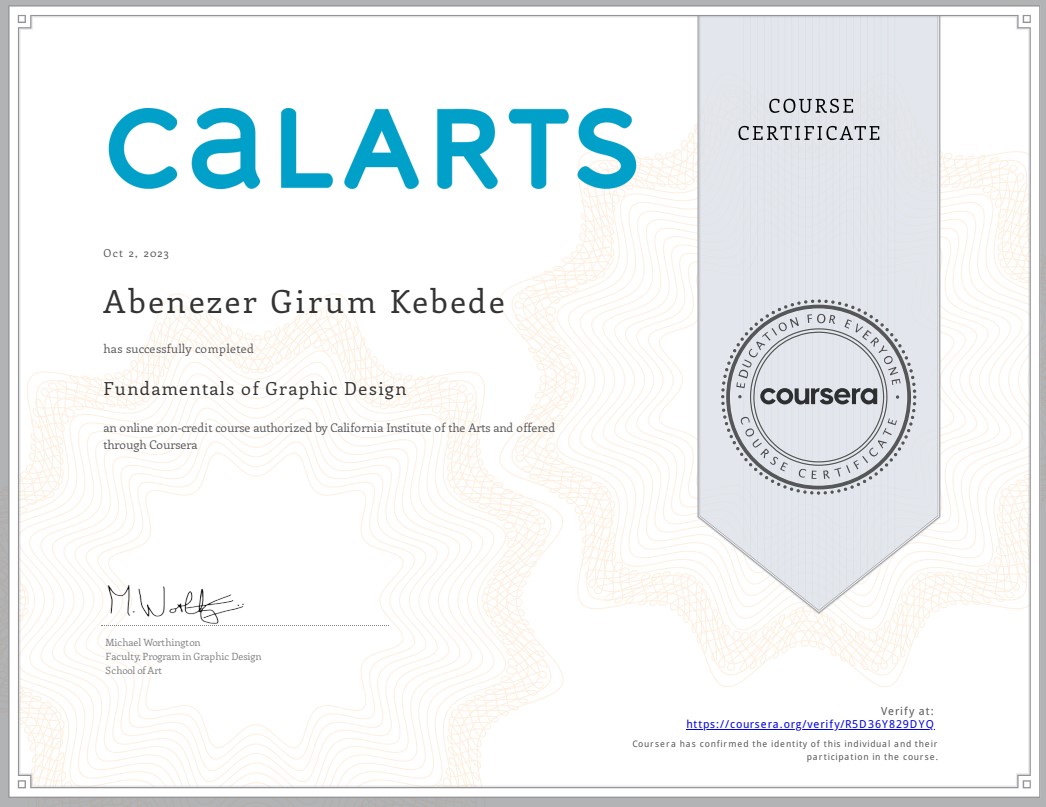 CaLARTS
COURSE
CERTIFICATE
Oct 2, 2023
Abenezer Girum Kebede
has successfully completed
Fundamentals of Graphic Design
an online non-credit course authorized by California Institute of the Arts and offered
through Coursera
EDUCATION FOR EVERYONE
coursera
COURSE CERTIFICATE
M. Worthington
Michael Worthington
Faculty, Program in Graphic Design
School of Art
Verify at:
https://coursera.org/verify/R5D36Y829DYQ
Coursera has confirmed the identity of this individual and their
participation in the course.